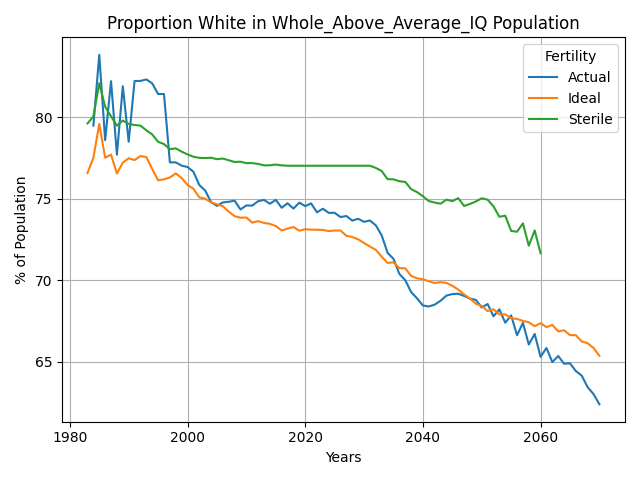 Proportion White in Whole_Above_Average_IQ Population
% of Population
80
75
70
65
1980
2000
2020
2040
2060
Years
Fertility
Actual
Ideal
Sterile